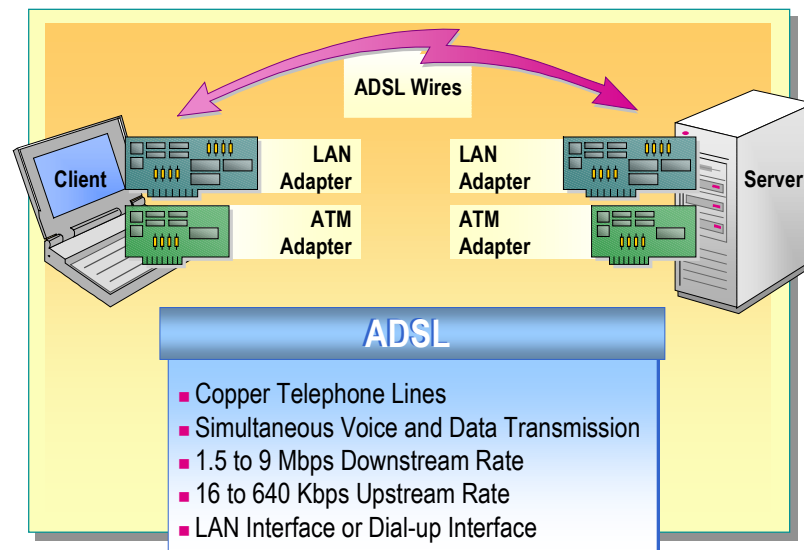 ADSL Wires
Client
LAN
Adapter
LAN
Adapter
Server
ATM
Adapter
ATM
Adapter
ADSL
Copper Telephone Lines
Simultaneous Voice and Data Transmission
1.5 to 9 Mbps Downstream Rate
16 to 640 Kbps Upstream Rate
LAN Interface or Dial-up Interface